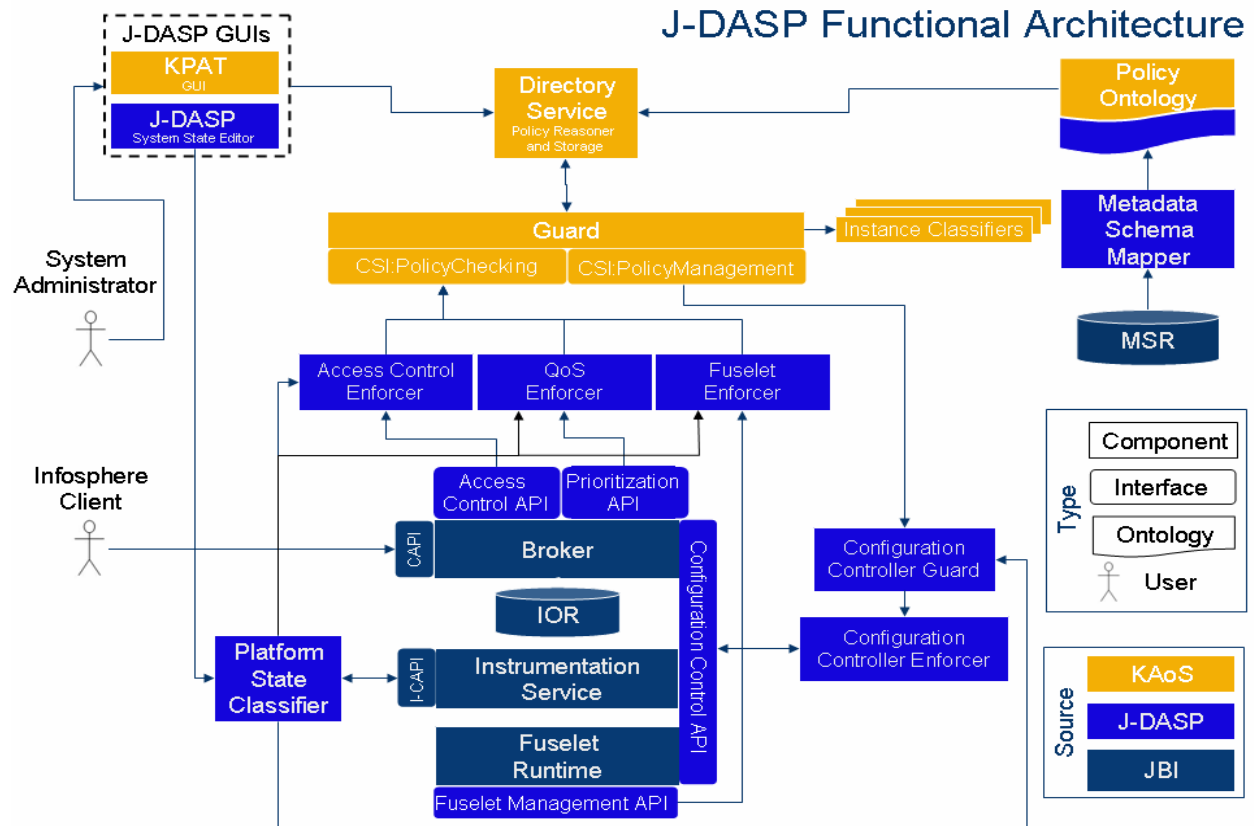 J-DASP Functional Architecture
J-DASP GUIs
KPAT
GUI
J-DASP
System State Editor
Directory
Service
Policy Reasoner
and Storage
Policy
Ontology
Metadata
Schema
Mapper
MSR
Guard
CSI:PolicyChecking
CSI:PolicyManagement
Instance Classifiers
System
Administrator
Access Control
Enforcer
QoS
Enforcer
Fuselet
Enforcer
Infosphere
Client
Access
Control API
Prioritization
API
CAPI
Broker
IOR
Configuration Control API
Configuration
Controller Guard
Configuration
Controller Enforcer
Platform
State
Classifier
I-CAPI
Instrumentation
Service
Fuselet
Runtime
Fuselet Management API
Type
Component
Interface
Ontology
User
Source
KAoS
J-DASP
JBI